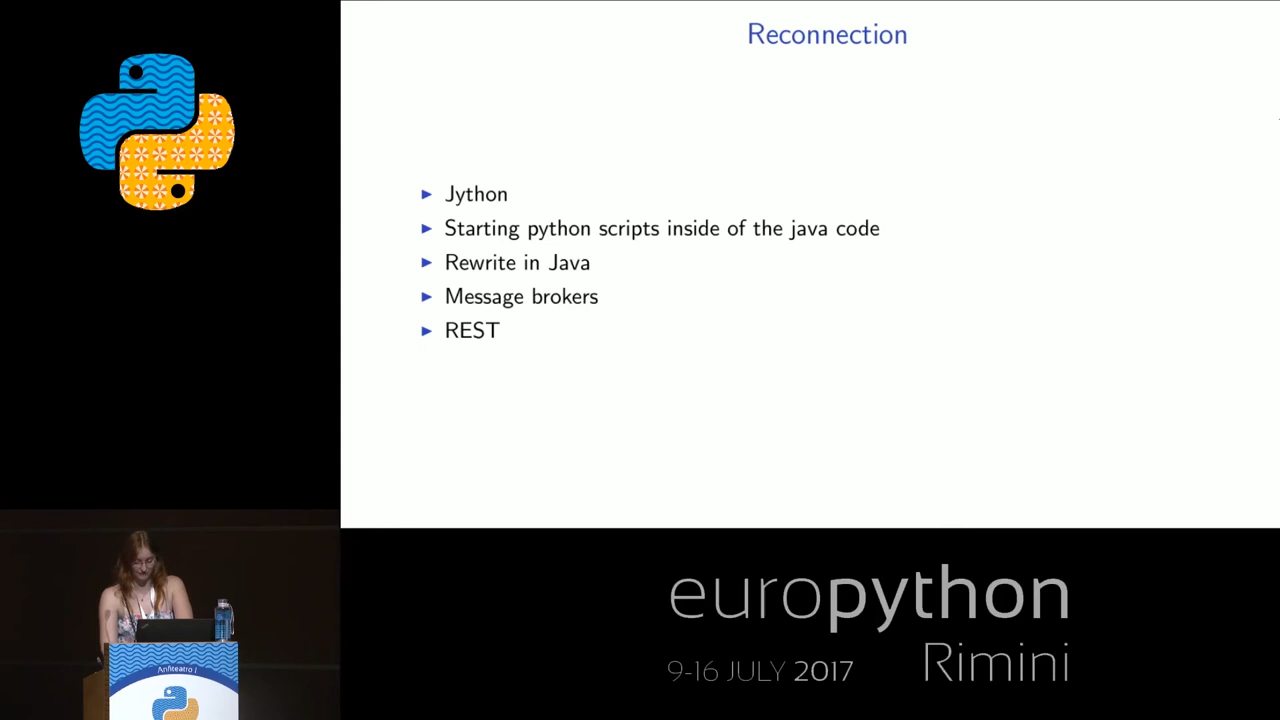 Reconnection
Jython
Starting python scripts inside of the java code
Rewrite in Java
Message brokers
REST
europython
9-16 JULY 2017
Rimini
Anfiteatro I